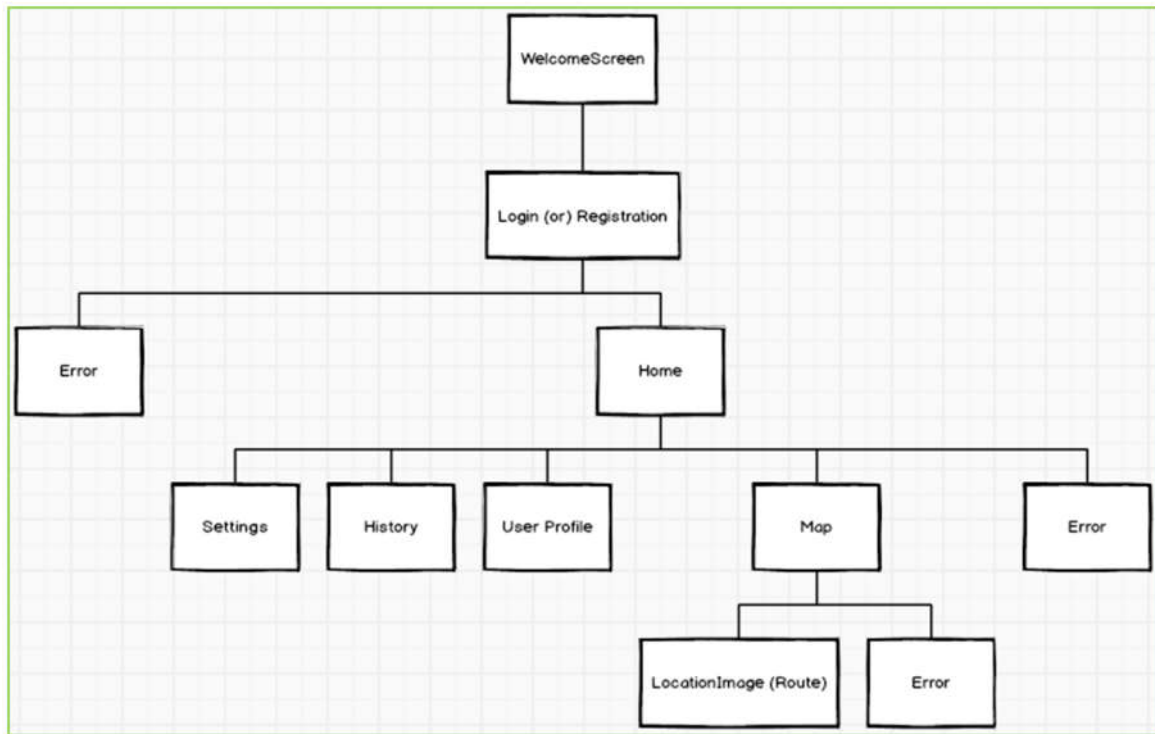 WelcomeScreen
Login (or) Registration
Error
Home
Settings
History
User Profile
Map
Error
LocationImage (Route)
Error